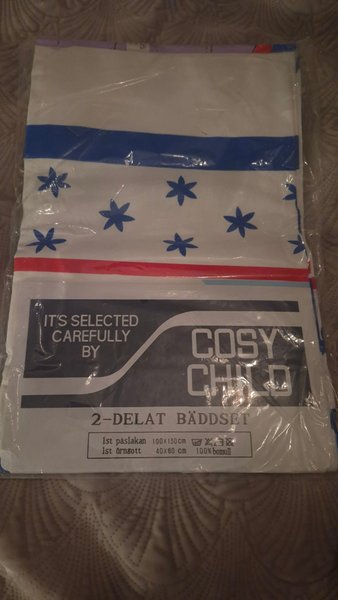 IT'S SELECTED
CAREFULLY
BY
COSY
CHILD
2-DELAT BÄDDSET
1st påslakan 100x130cm
1st örngott 40x60 cm 100%bomull